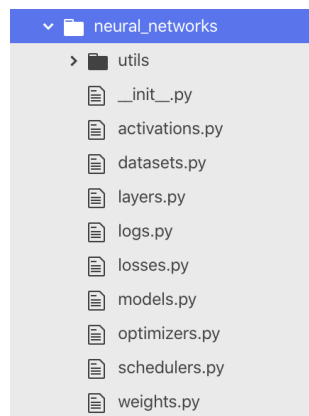 neural_networks
utils
__init__.py
activations.py
datasets.py
layers.py
logs.py
losses.py
models.py
optimizers.py
schedulers.py
weights.py